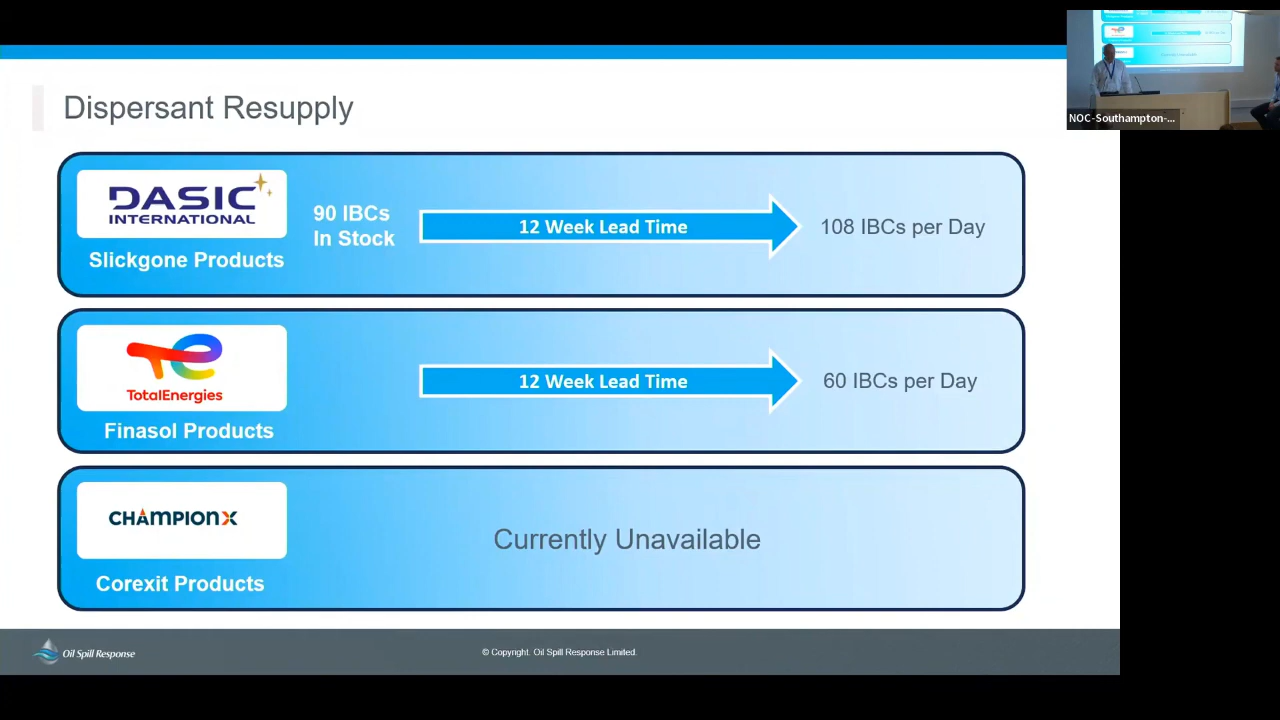 Dispersant Resupply
DASIC
INTERNATIONAL
Slickgone Products
90 IBCs
In Stock
12 Week Lead Time
108 IBCs per Day
TotalEnergies
Finasol Products
12 Week Lead Time
60 IBCs per Day
CHAMPIONX
Corexit Products
Currently Unavailable
Oil Spill Response
© Copyright. Oil Spill Response Limited.
NOC-Southampton-...